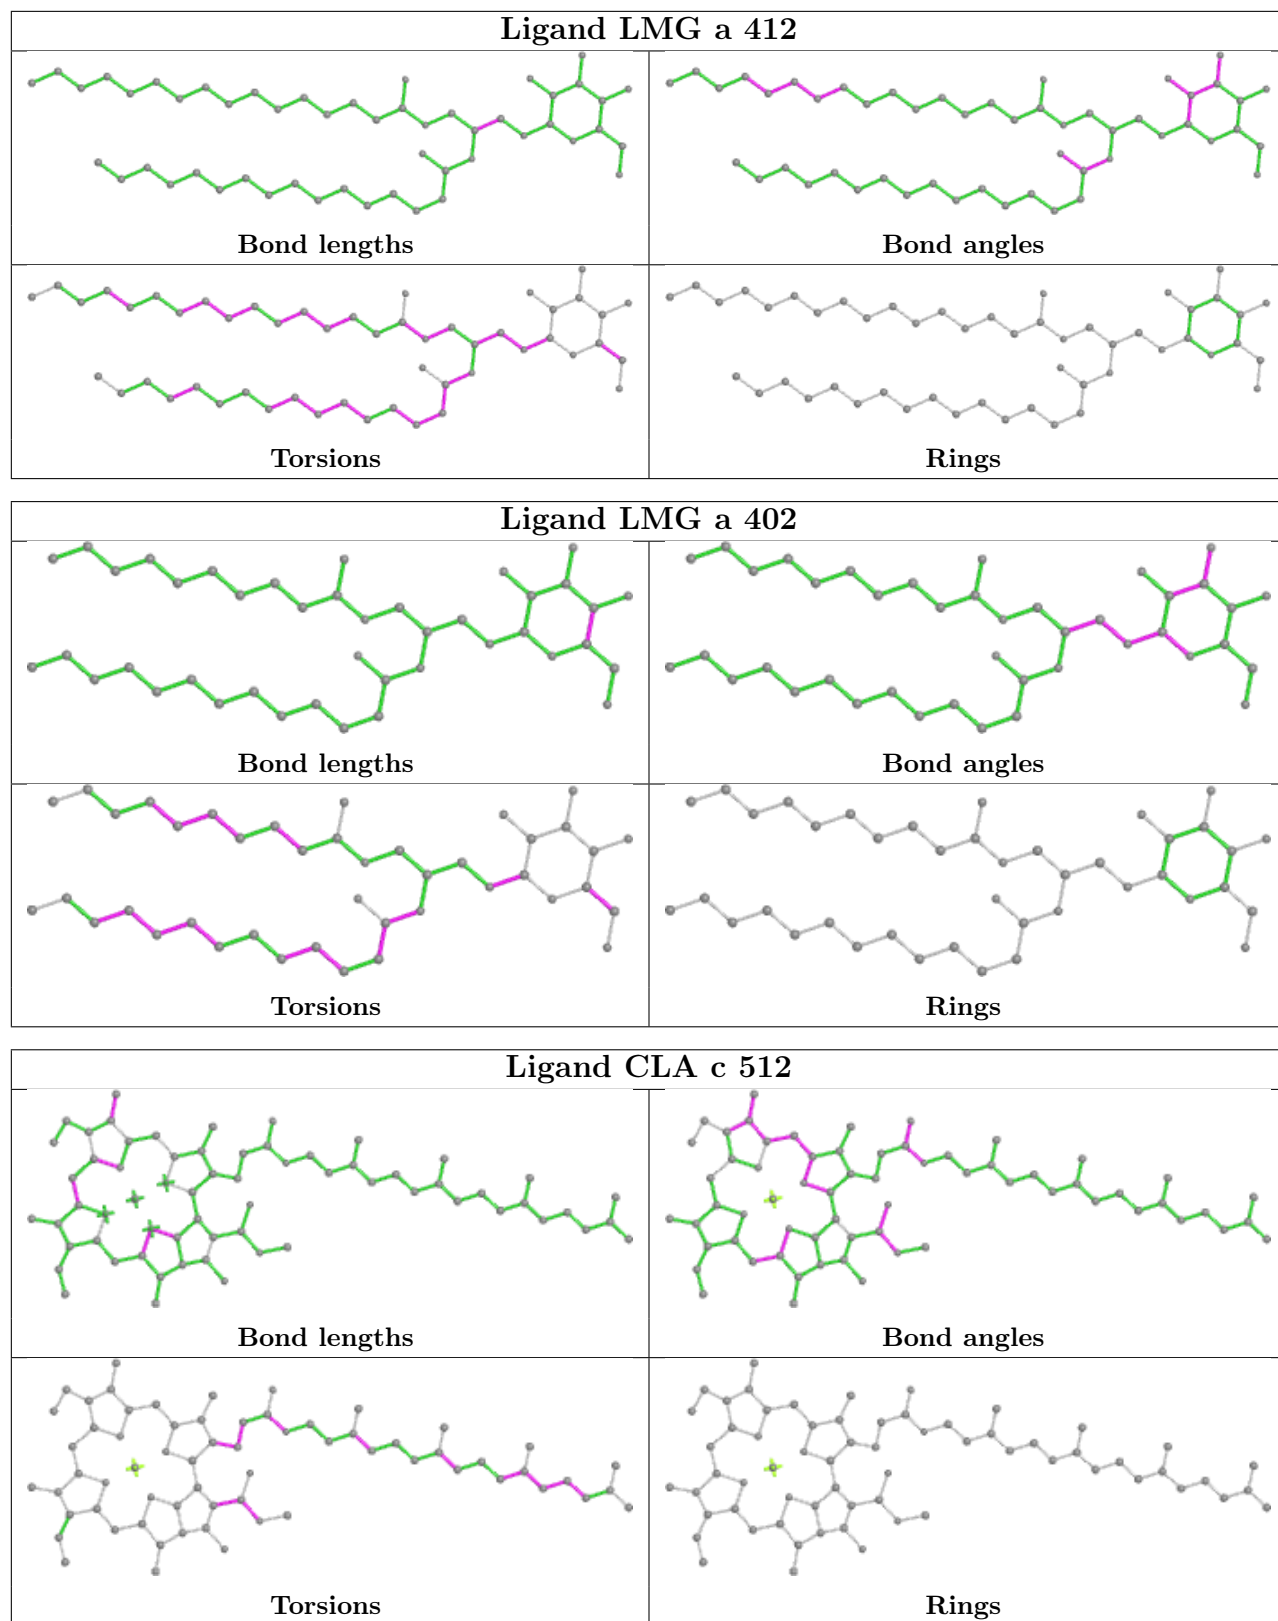 Ligand LMG a 412
Bond lengths
Bond angles
Torsions
Rings
Ligand LMG a 402
Bond lengths
Bond angles
Torsions
Rings
Ligand CLA c 512
Bond lengths
Bond angles
Torsions
Rings